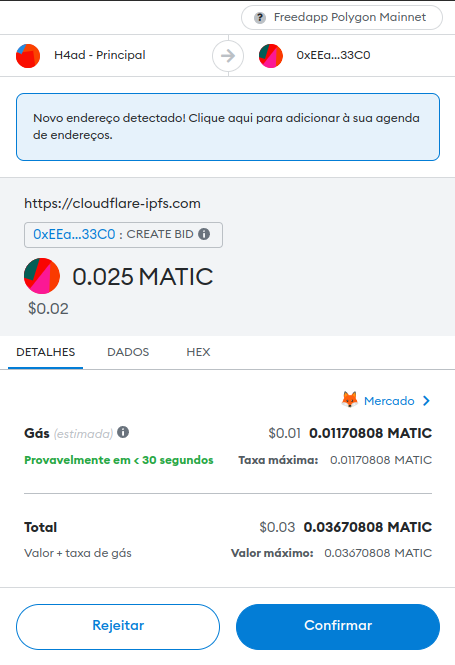 Freedapp Polygon Mainnet
H4ad - Principal
0xEEa...33C0
Novo endereço detectado! Clique aqui para adicionar à sua agenda
de endereços.
https://cloudflare-ipfs.com
0xEEa...33C0 : CREATE BID
0.025 MATIC
$0.02
DETALHES DADOS HEX
Mercado
Gás (estimada) $0.01 0.01170808 MATIC
Provavelmente em < 30 segundos Taxa máxima: 0.01170808 MATIC
Total $0.03 0.03670808 MATIC
Valor + taxa de gás Valor máximo: 0.03670808 MATIC
Rejeitar Confirmar